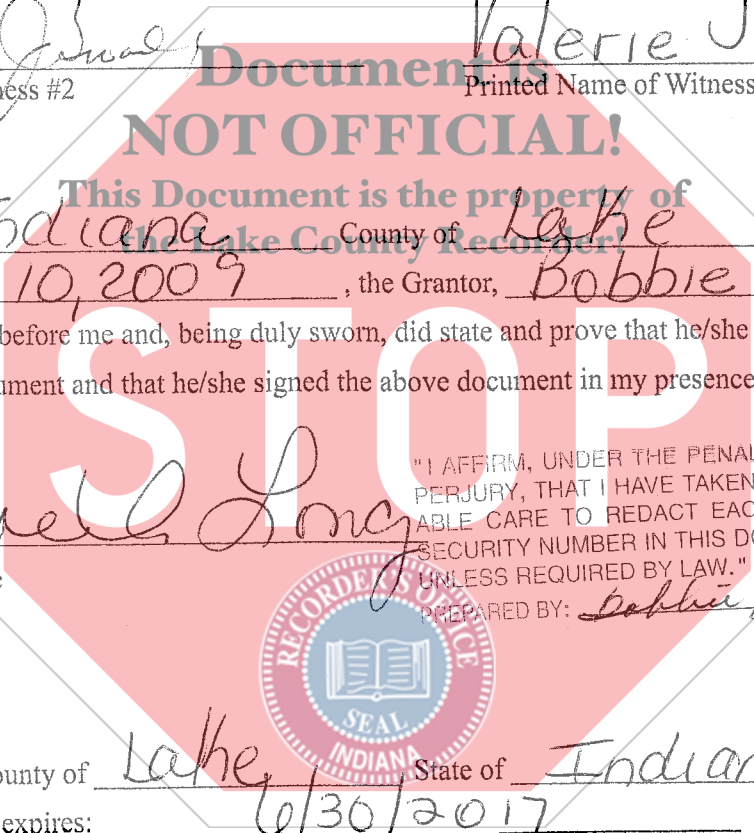 Valerie J
ness #2
Printed Name of Witness
Document is
NOT OFFICIAL!
This Document is the property of
the Lake County Recorder!
ndiana County of Lake
10, 2009, the Grantor, Bobbie
before me and, being duly sworn, did state and prove that he/she
ument and that he/she signed the above document in my presence
STOP
Long
"I AFFIRM, UNDER THE PENAL
PERJURY, THAT I HAVE TAKEN
ABLE CARE TO REDACT EAC
SECURITY NUMBER IN THIS DO
UNLESS REQUIRED BY LAW."
PREPARED BY: Bobbie
RECORDER'S OFFICE
SEAL
INDIANA
ounty of Lake State of Indian
expires: 6/30/2017